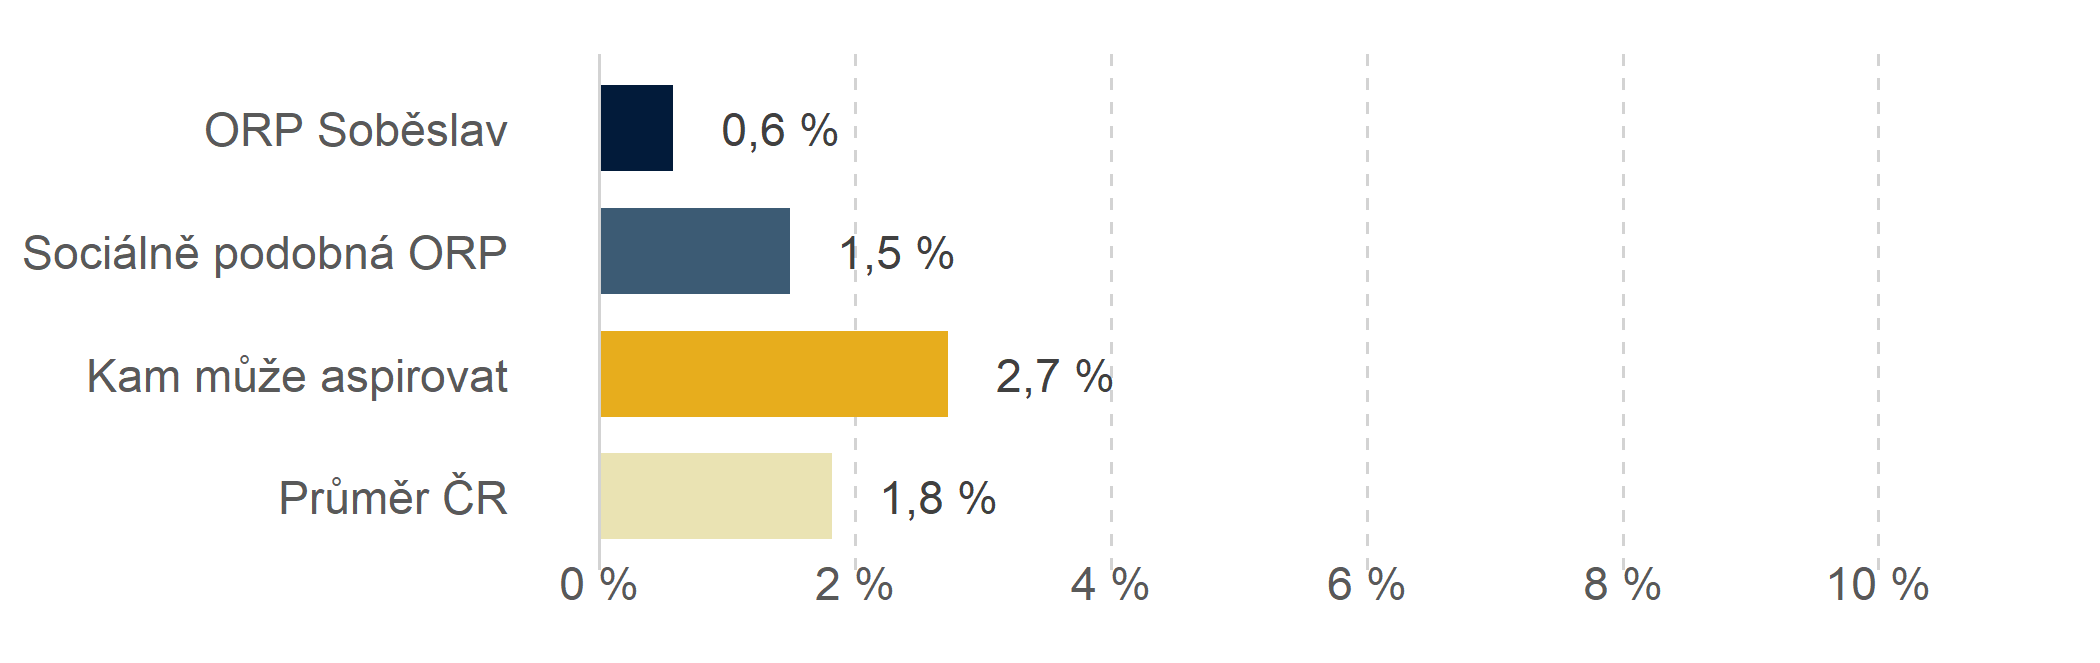 ORP Soběslav
0,6 %
Sociálně podobná ORP
1,5 %
Kam může aspirovat
2,7 %
Průměr ČR
1,8 %
0 %
2 %
4 %
6 %
8 %
10 %